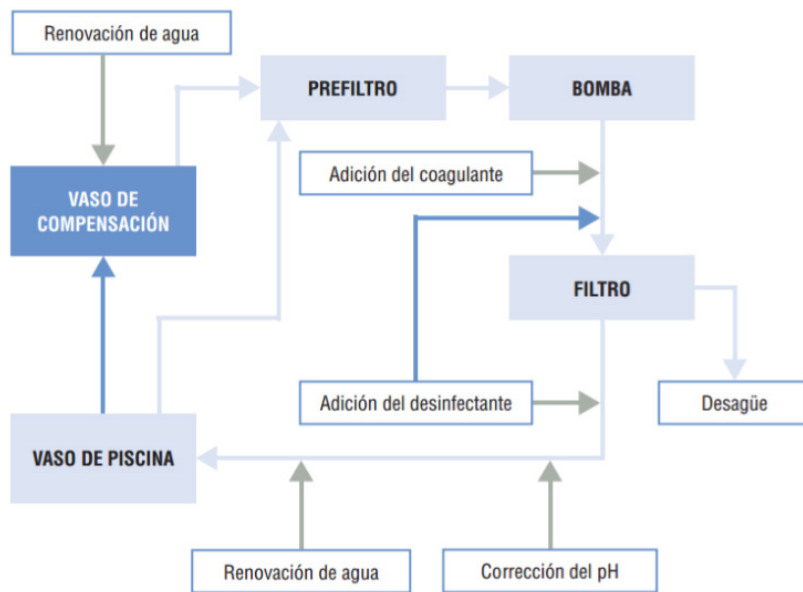 Renovación de agua
PREFILTRO
BOMBA
Adición del coagulante
VASO DE
COMPENSACIÓN
FILTRO
Adición del desinfectante
Desagüe
VASO DE PISCINA
Renovación de agua
Corrección del pH